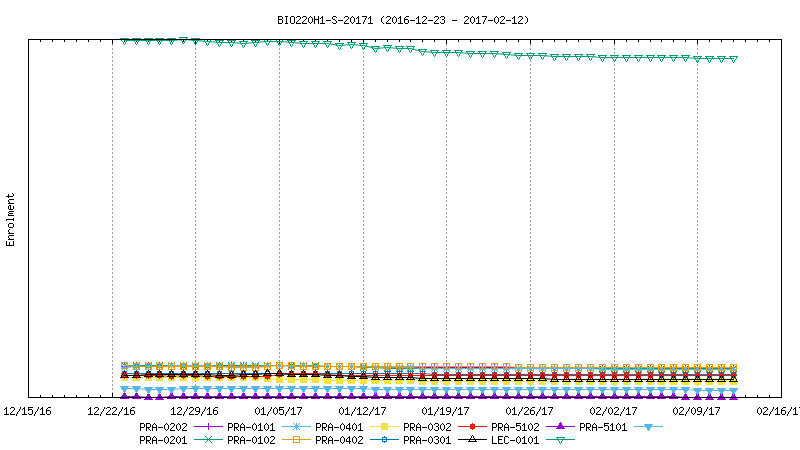 BIO220H1-S-20171 (2016-12-23 - 2017-02-12)
Enrolment
12/15/16 12/22/16 12/29/16 01/05/17 01/12/17 01/19/17 01/26/17 02/02/17 02/09/17 02/16/17
PRA-0202 PRA-0101 PRA-0401 PRA-0302 PRA-5102 PRA-5101
PRA-0201 PRA-0102 PRA-0402 PRA-0301 LEC-0101